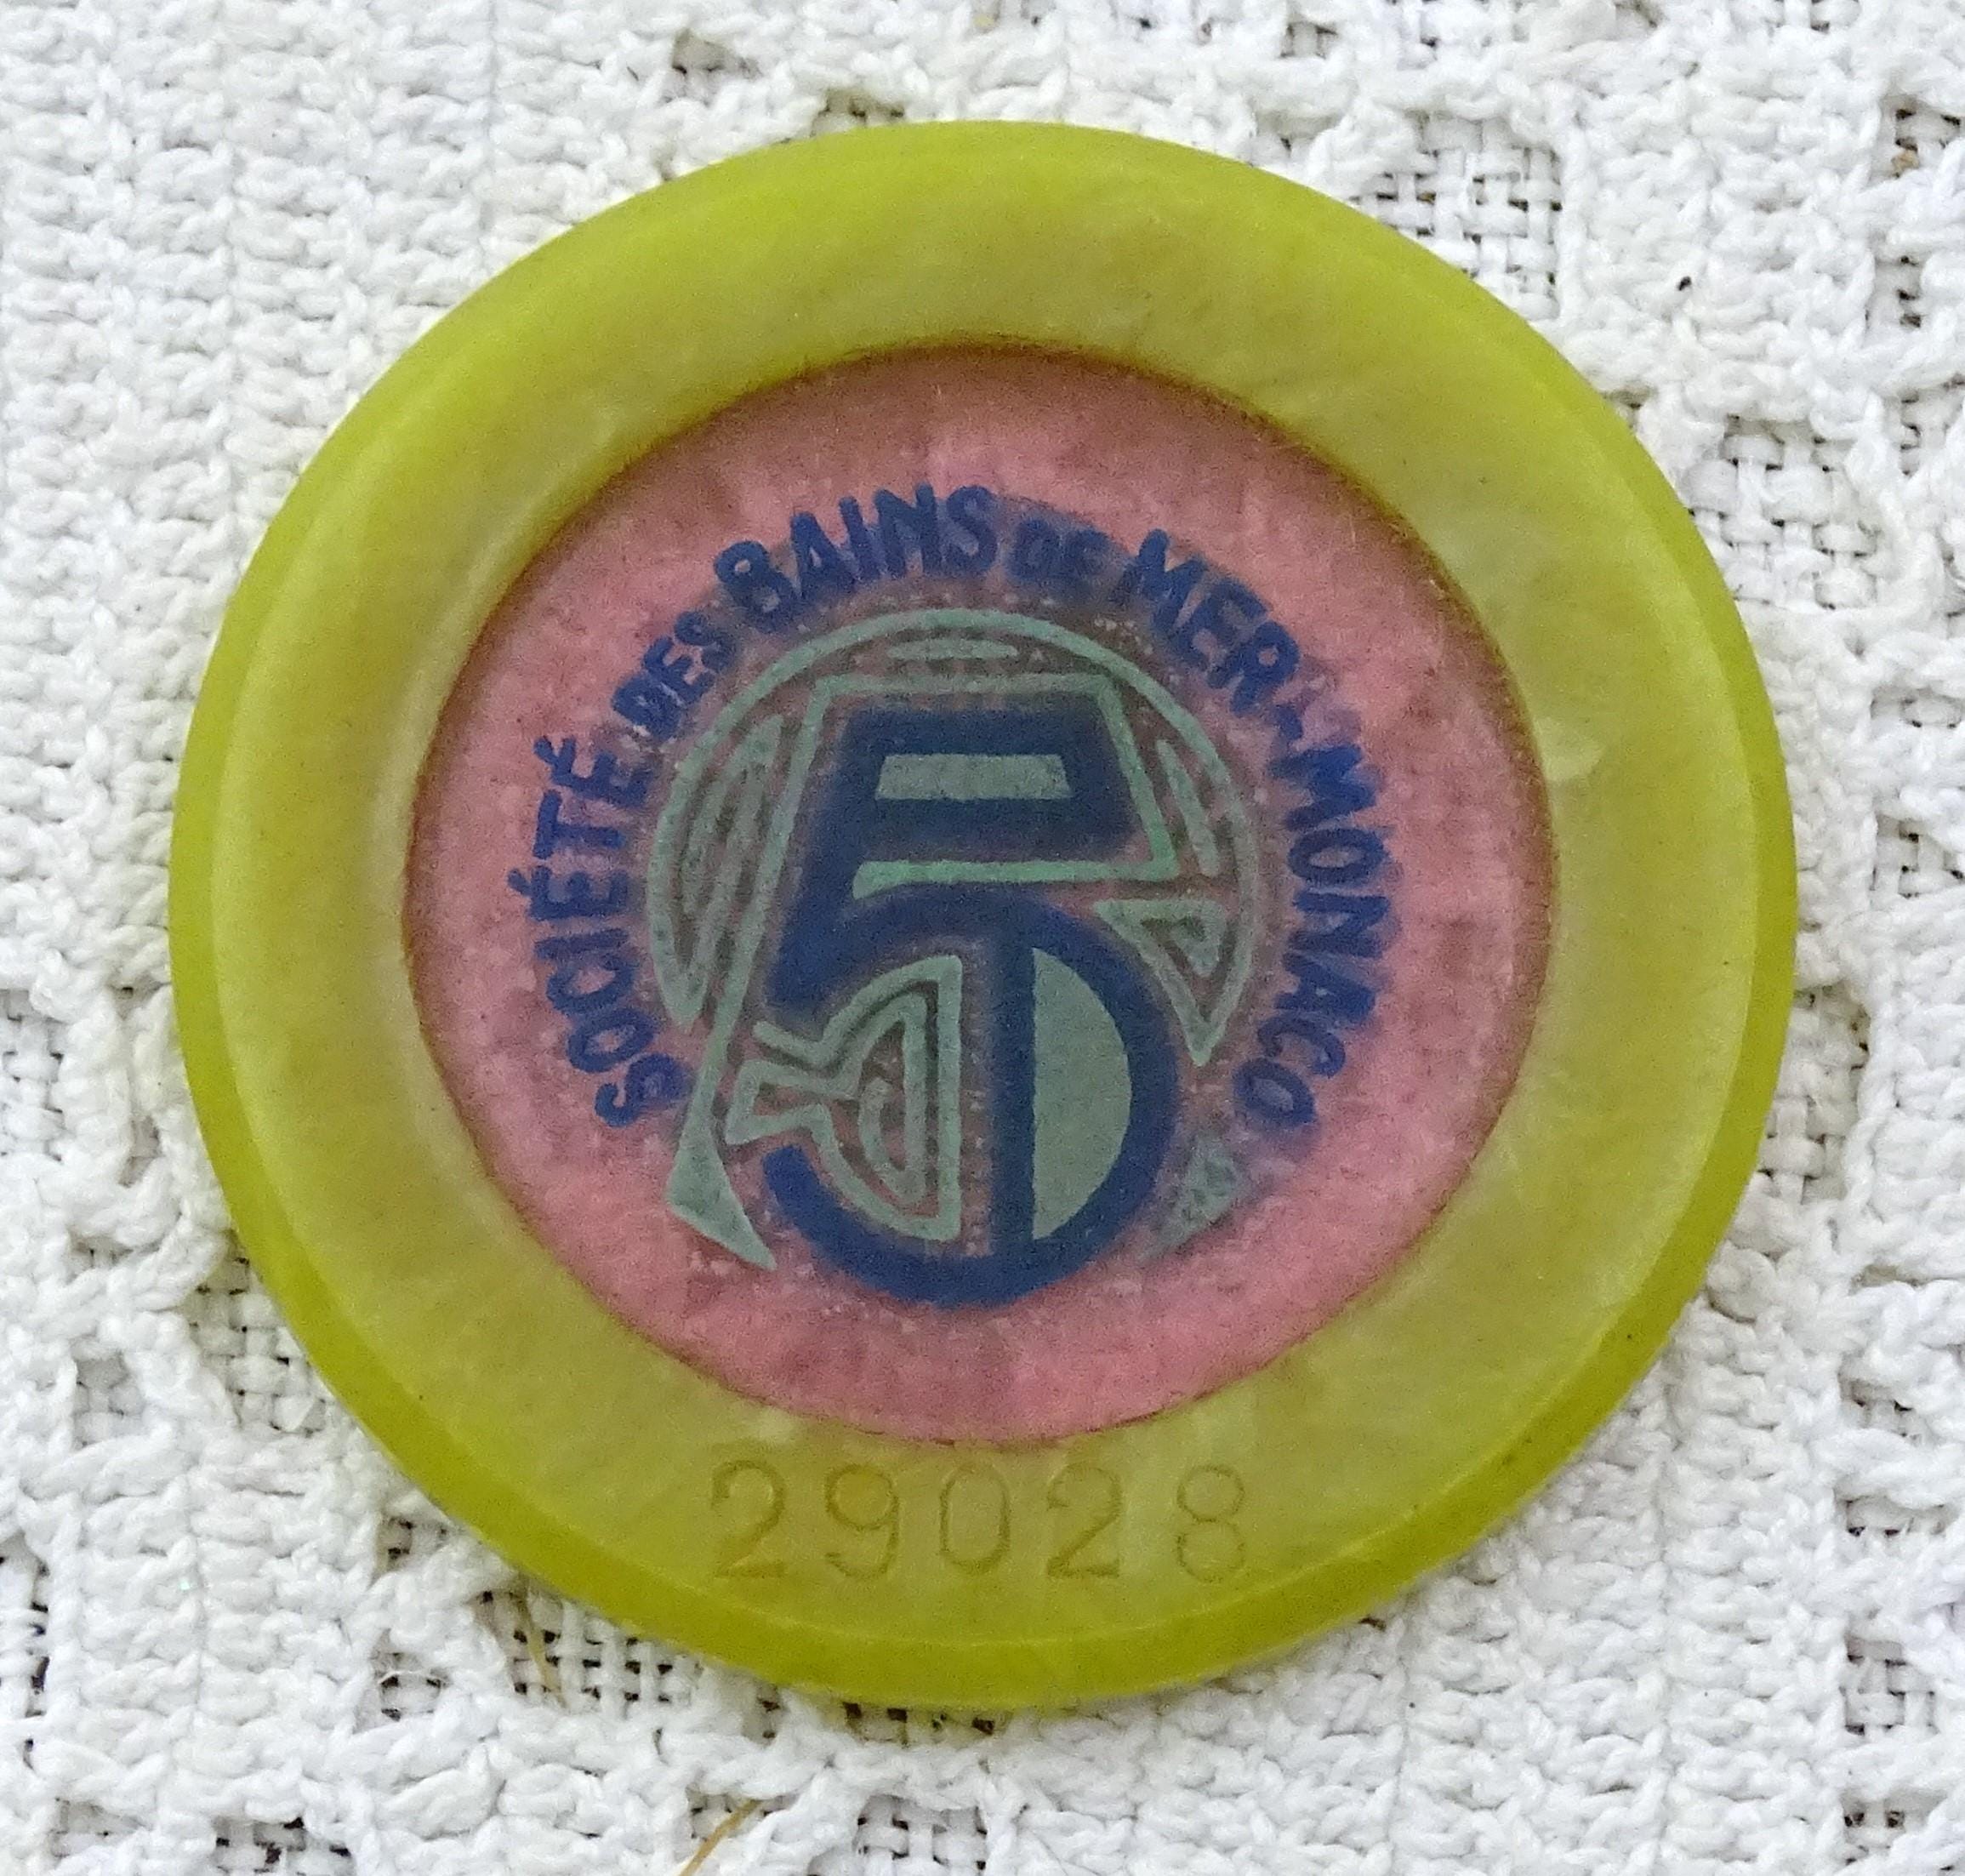 SOCIÉTÉ DES BAINS DE MER-MONACO
5
29028